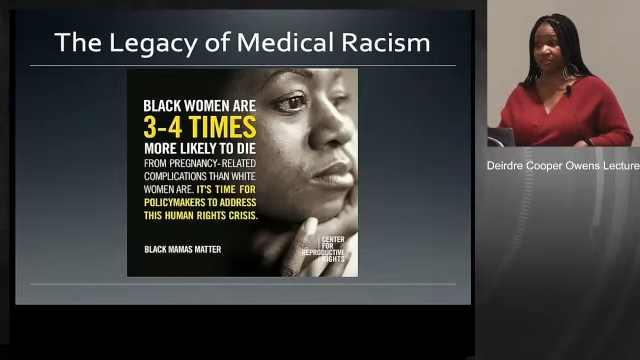 The Legacy of Medical Racism
BLACK WOMEN ARE
3-4 TIMES
MORE LIKELY TO DIE
FROM PREGNANCY-RELATED
COMPLICATIONS THAN WHITE
WOMEN ARE. IT'S TIME FOR
POLICYMAKERS TO ADDRESS
THIS HUMAN RIGHTS CRISIS.
BLACK MAMAS MATTER
CENTER
FOR
REPRODUCTIVE
RIGHTS
Deirdre Cooper Owens Lecture